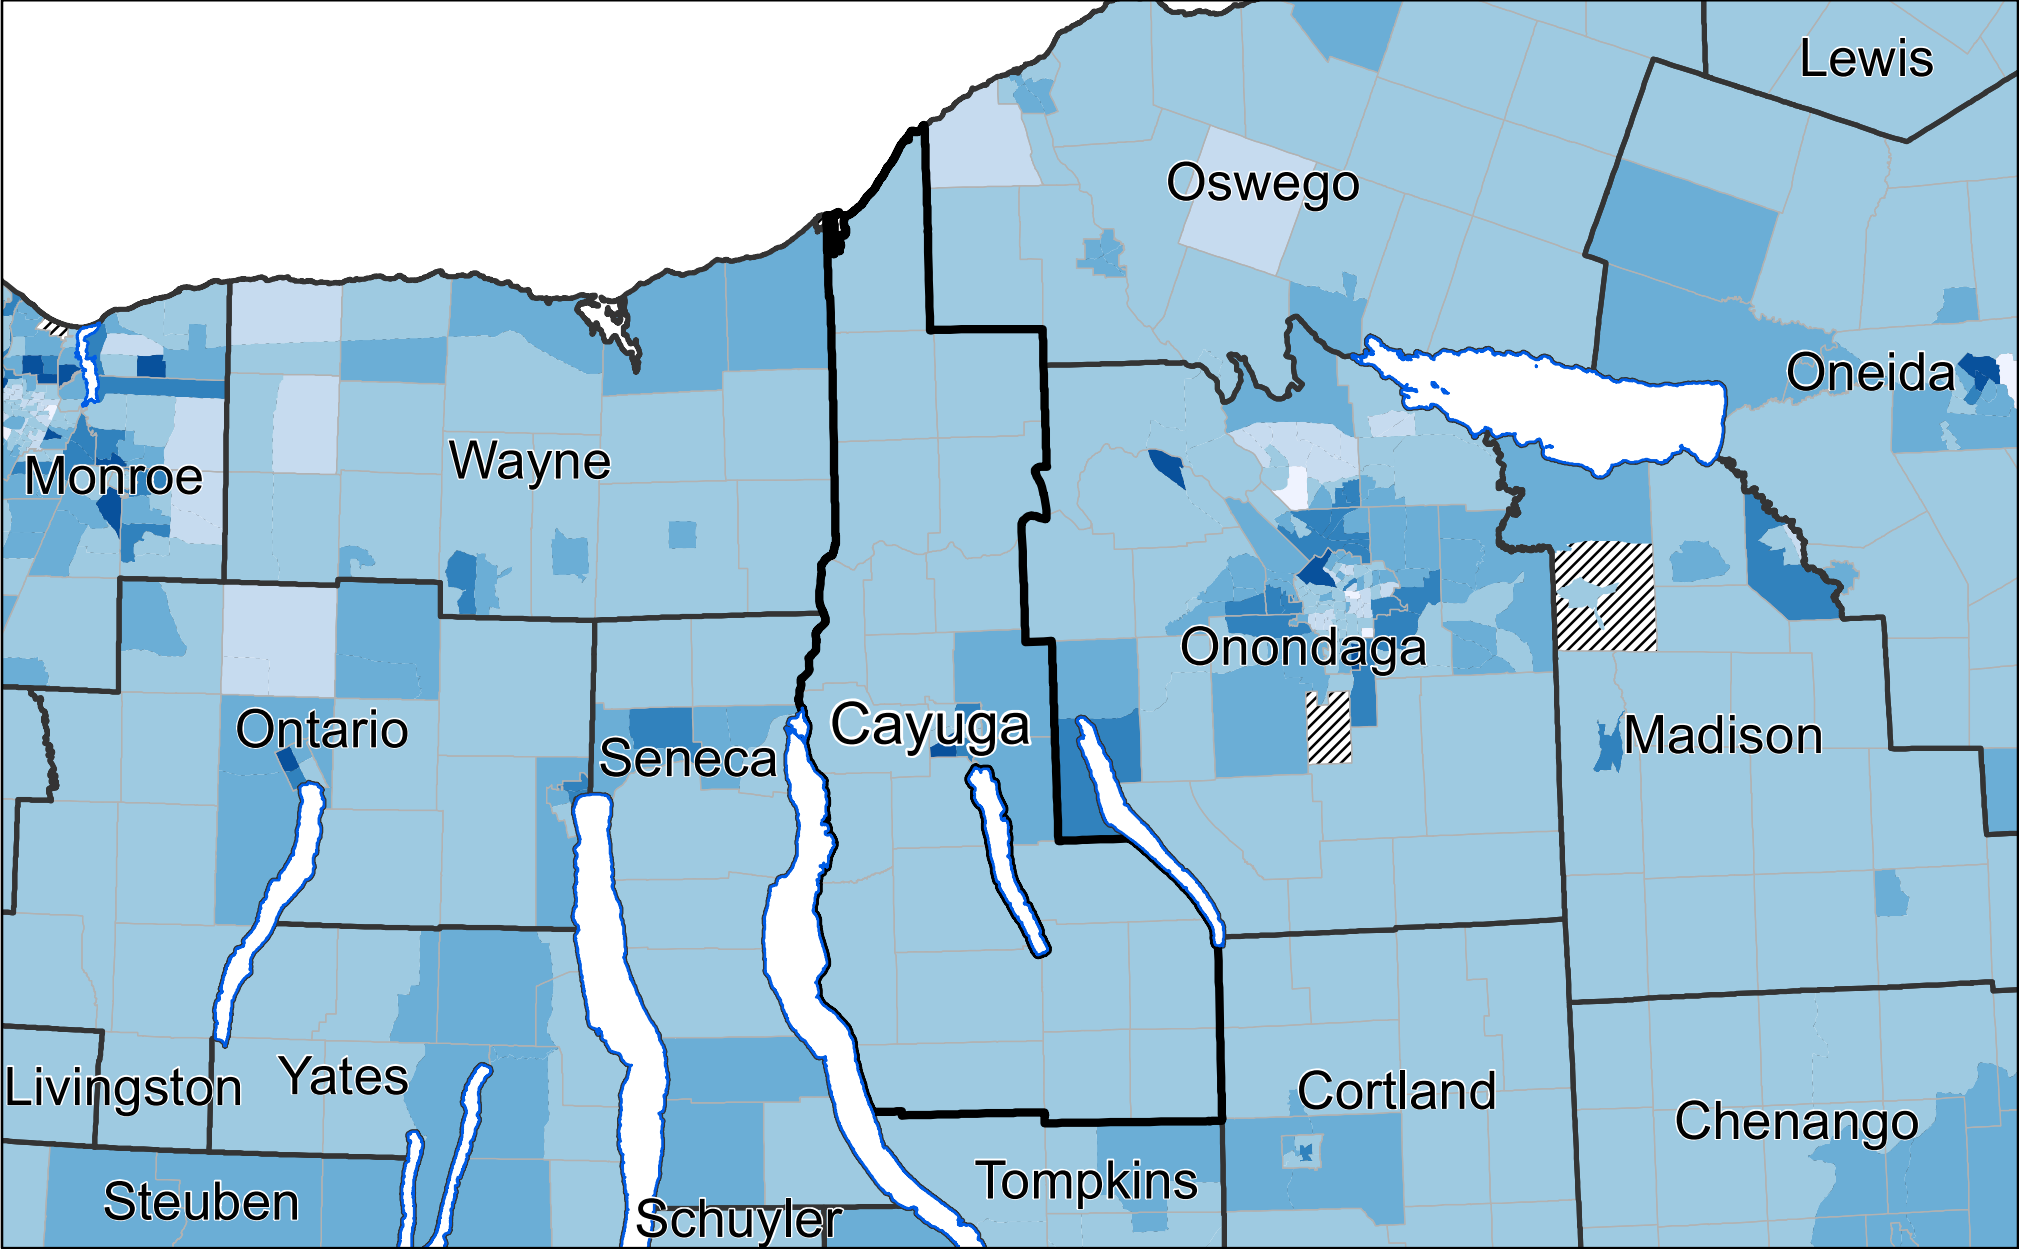 Lewis
Oswego
Oneida
Wayne
Monroe
Onondaga
Cayuga
Ontario
Madison
Seneca
Yates
Livingston
Cortland
Chenango
Tompkins
Steuben
Schuyler